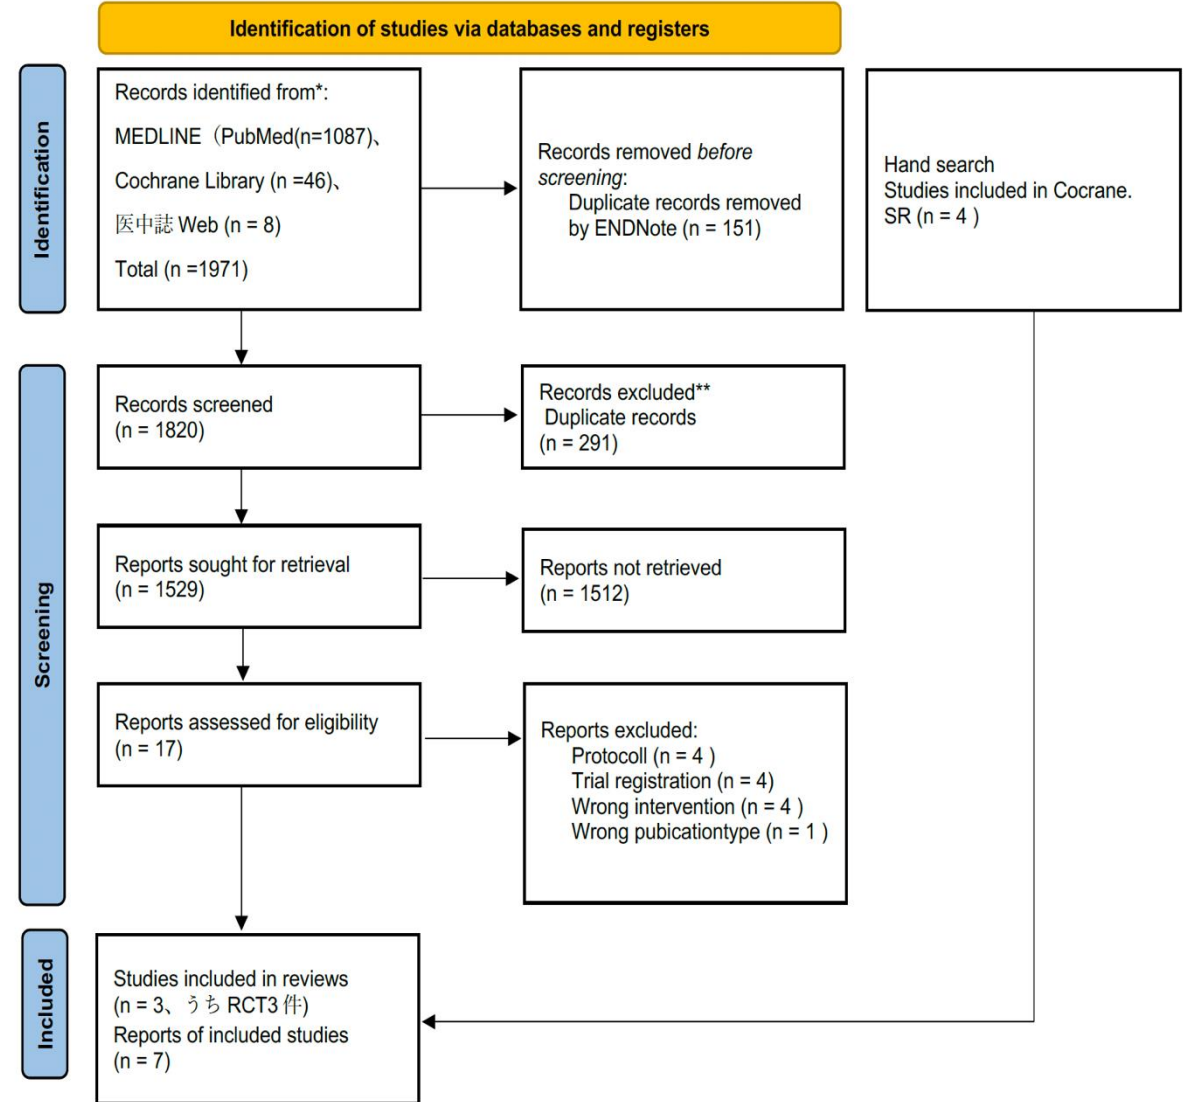 Identification of studies via databases and registers
Identification
Records identified from*:
MEDLINE（PubMed(n=1087)、
Cochrane Library (n =46)、
医中誌 Web (n = 8)
Total (n =1971)
Records removed before
screening:
Duplicate records removed
by ENDNote (n = 151)
Hand search
Studies included in Cocrane.
SR (n = 4 )
Screening
Records screened
(n = 1820)
Records excluded**
Duplicate records
(n = 291)
Reports sought for retrieval
(n = 1529)
Reports not retrieved
(n = 1512)
Reports assessed for eligibility
(n = 17)
Reports excluded:
Protocoll (n = 4 )
Trial registration (n = 4)
Wrong intervention (n = 4 )
Wrong pubicationtype (n = 1 )
Included
Studies included in reviews
(n = 3、うち RCT3 件)
Reports of included studies
(n = 7)